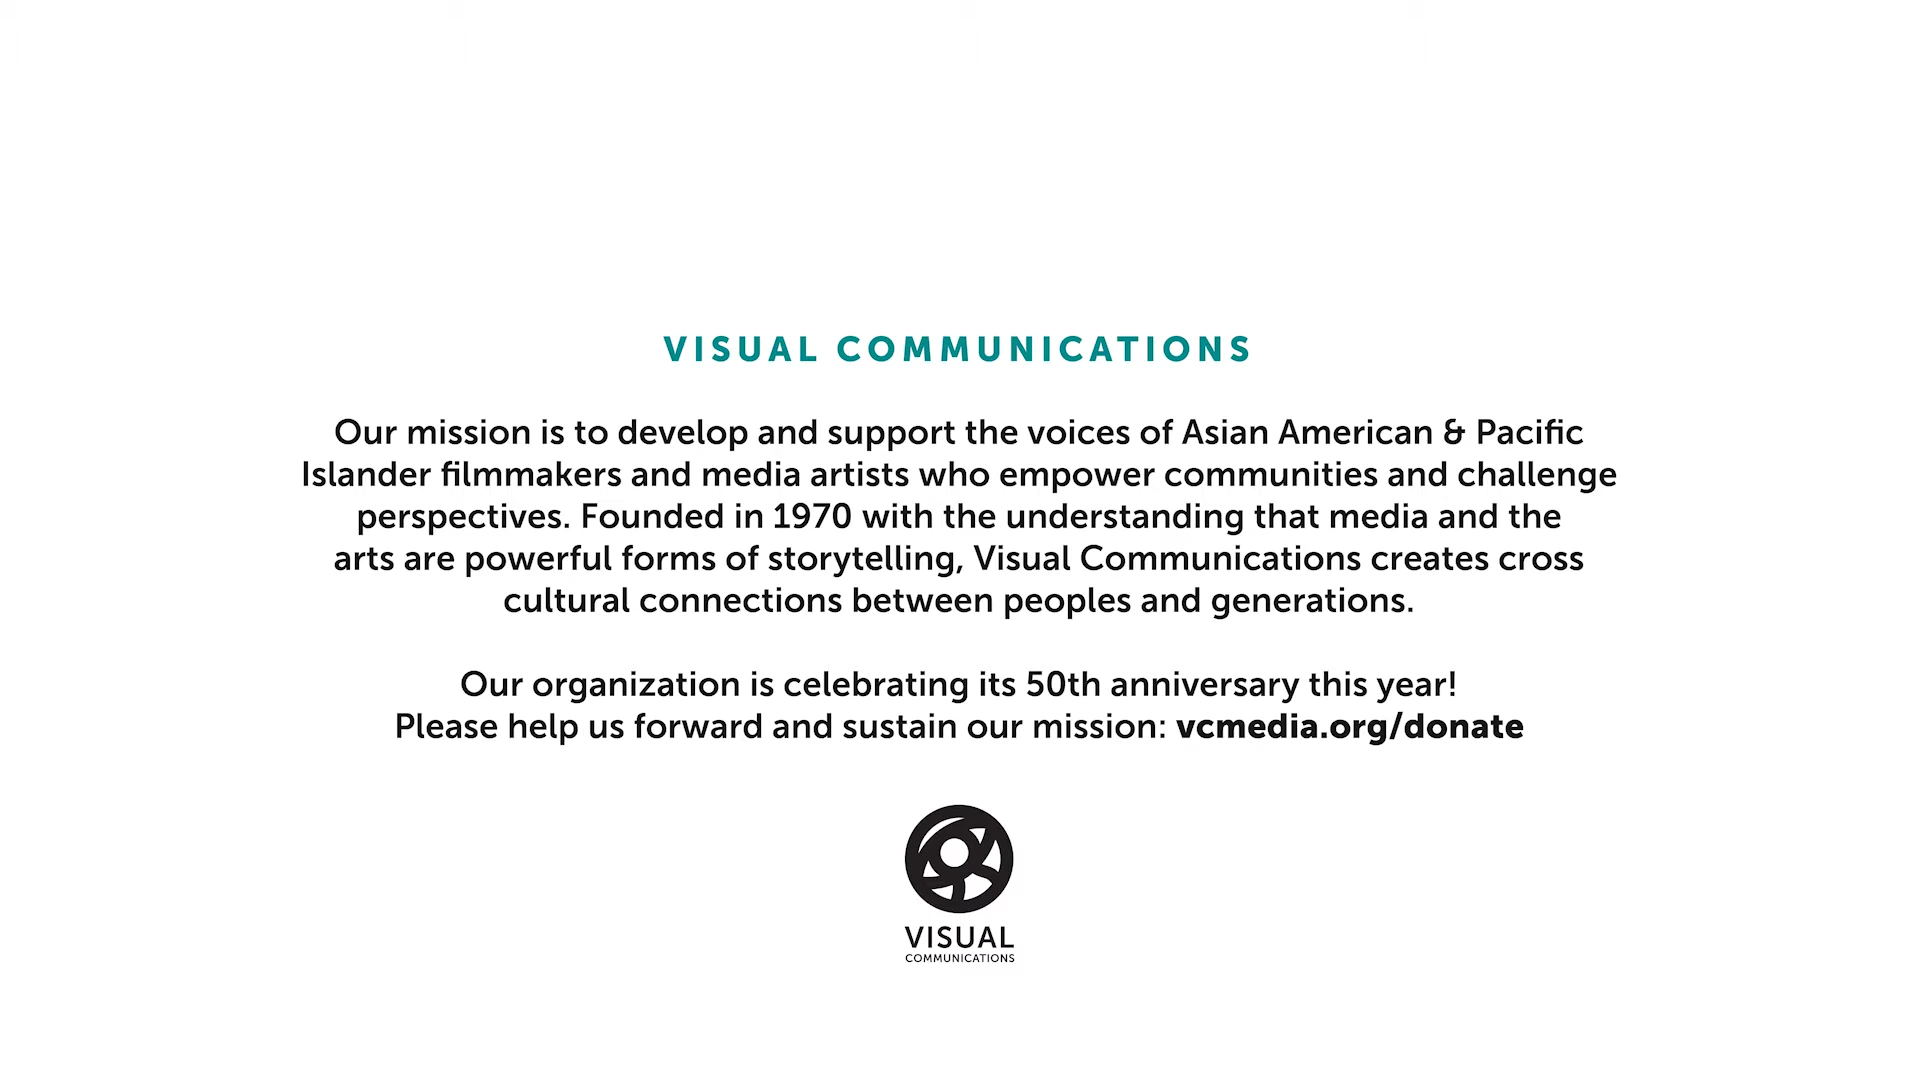 VISUAL COMMUNICATIONS
Our mission is to develop and support the voices of Asian American & Pacific
Islander filmmakers and media artists who empower communities and challenge
perspectives. Founded in 1970 with the understanding that media and the
arts are powerful forms of storytelling, Visual Communications creates cross
cultural connections between peoples and generations.
Our organization is celebrating its 50th anniversary this year!
Please help us forward and sustain our mission: vcmedia.org/donate
VISUAL
COMMUNICATIONS